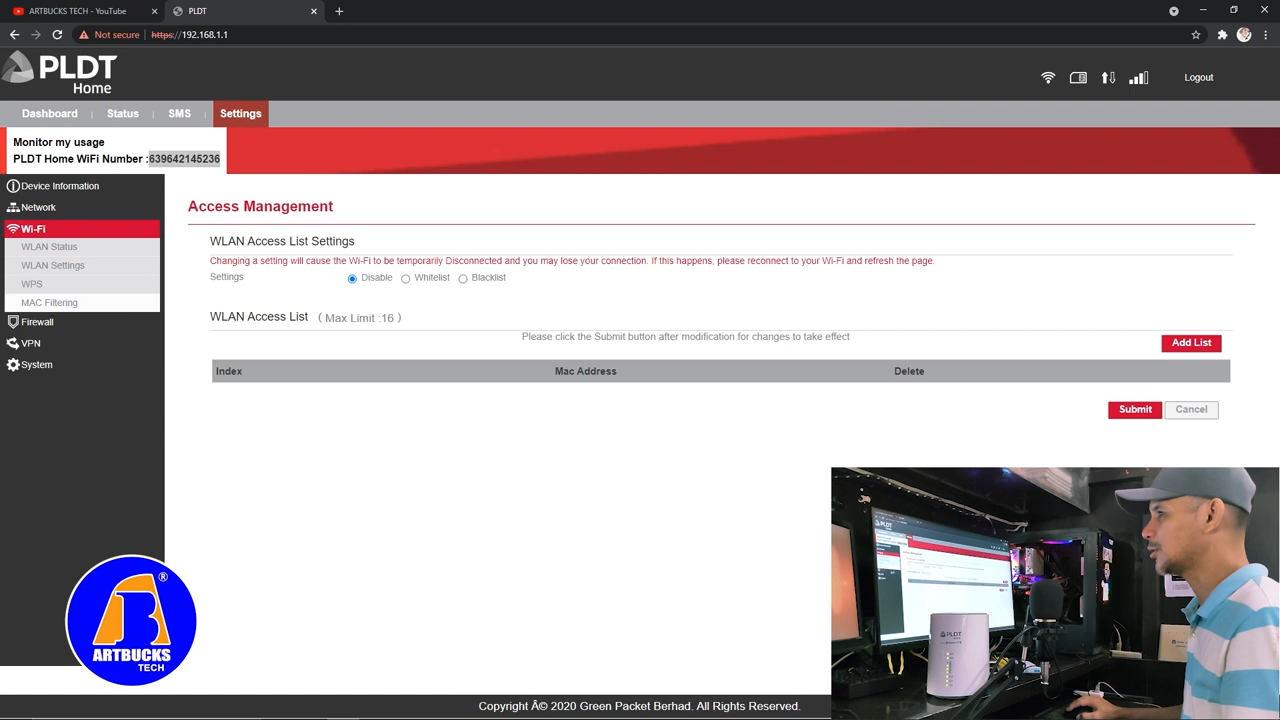 ARTBUCKS TECH - YouTube
PLDT
Not secure
https://192.168.1.1
PLDT
Home
Logout
Dashboard
Status
SMS
Settings
Monitor my usage
PLDT Home WiFi Number :639642145236
Device Information
Network
Wi-Fi
WLAN Status
WLAN Settings
WPS
MAC Filtering
Firewall
VPN
System
Access Management
WLAN Access List Settings
Changing a setting will cause the Wi-Fi to be temporarily Disconnected and you may lose your connection. If this happens, please reconnect to your Wi-Fi and refresh the page.
Settings
Disable
Whitelist
Blacklist
WLAN Access List ( Max Limit :16 )
Please click the Submit button after modification for changes to take effect
Add List
Index
Mac Address
Delete
Submit
Cancel
PLDT
®
ARTBUCKS
TECH
Copyright Â© 2020 Green Packet Berhad. All Rights Reserved.